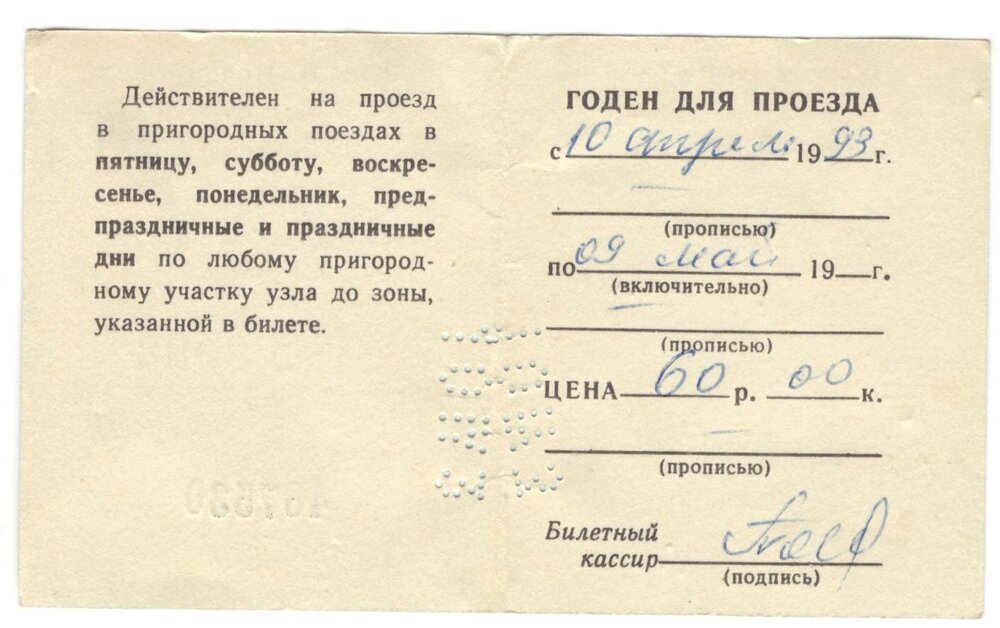 Действителен на проезд
в пригородных поездах в
пятницу, субботу, воскре-
сенье, понедельник, пред-
праздничные и праздничные
дни по любому пригород-
ному участку узла до зоны,
указанной в билете.
ГОДЕН ДЛЯ ПРОЕЗДА
с 10 апрель 1993 г.
(прописью)
по 09 май 19 г.
(включительно)
(прописью)
ЦЕНА 60 р. 00 к.
(прописью)
Билетный
кассир
(подпись)